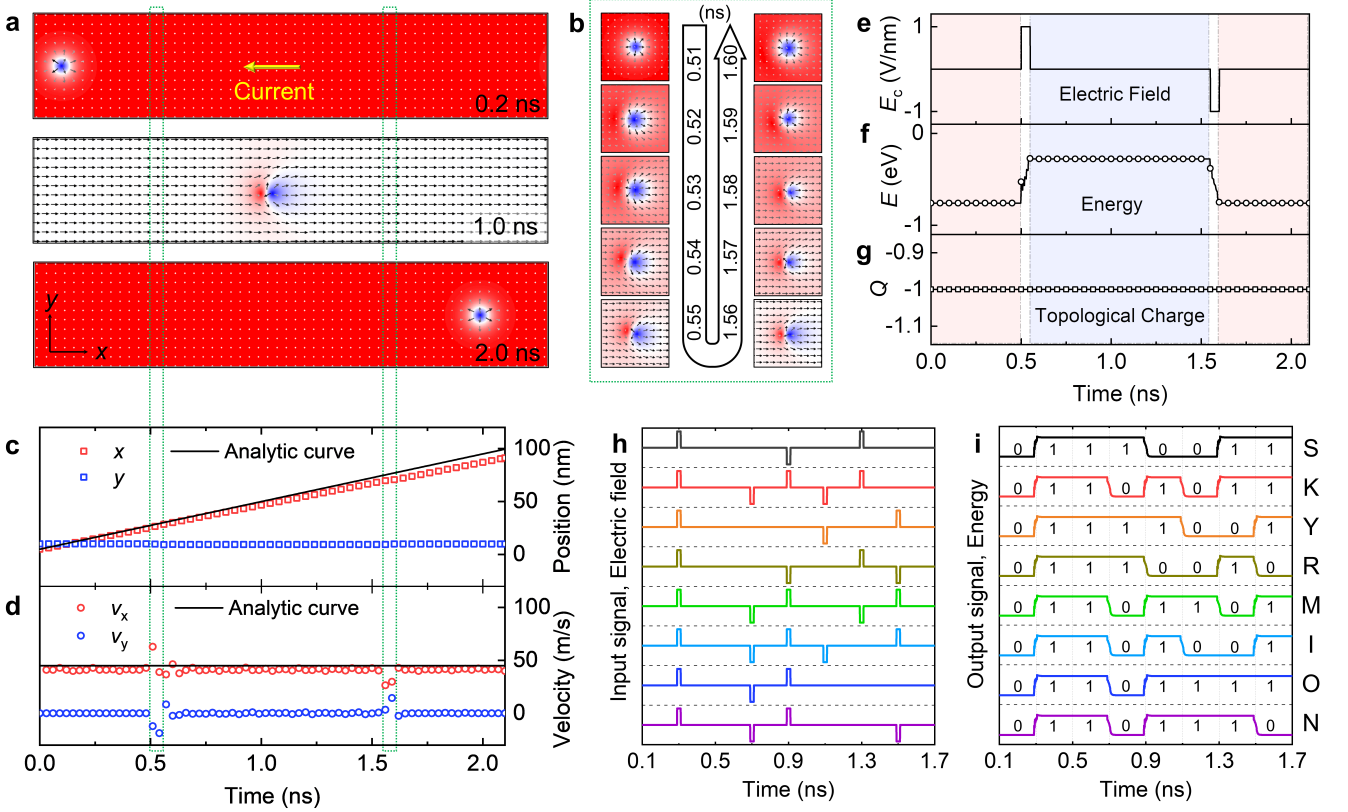 a
Current
0.2 ns
1.0 ns
y
x
2.0 ns
b
(ns)
0.51
0.52
0.53
0.54
0.55
1.60
1.59
1.58
1.57
1.56
c
x
y
Analytic curve
100
50
0
Position (nm)
d
vx
vy
Analytic curve
100
50
0
Velocity (m/s)
0.0 0.5 1.0 1.5 2.0
Time (ns)
e
1
-1
Ec (V/nm)
Electric Field
f
0
-1
E (eV)
Energy
g
-0.9
-1
-1.1
Q
Topological Charge
0.0 0.5 1.0 1.5 2.0
Time (ns)
h
Input signal, Electric field
0.1 0.5 0.9 1.3 1.7
Time (ns)
i
Output signal, Energy
0 1 1 1 0 0 1 1 S
0 1 1 0 1 0 1 1 K
0 1 1 1 1 0 0 1 Y
0 1 1 1 0 0 1 0 R
0 1 1 0 1 1 0 1 M
0 1 1 0 1 0 0 1 I
0 1 1 0 1 1 1 1 O
0 1 1 0 1 1 1 0 N
0.1 0.5 0.9 1.3 1.7
Time (ns)